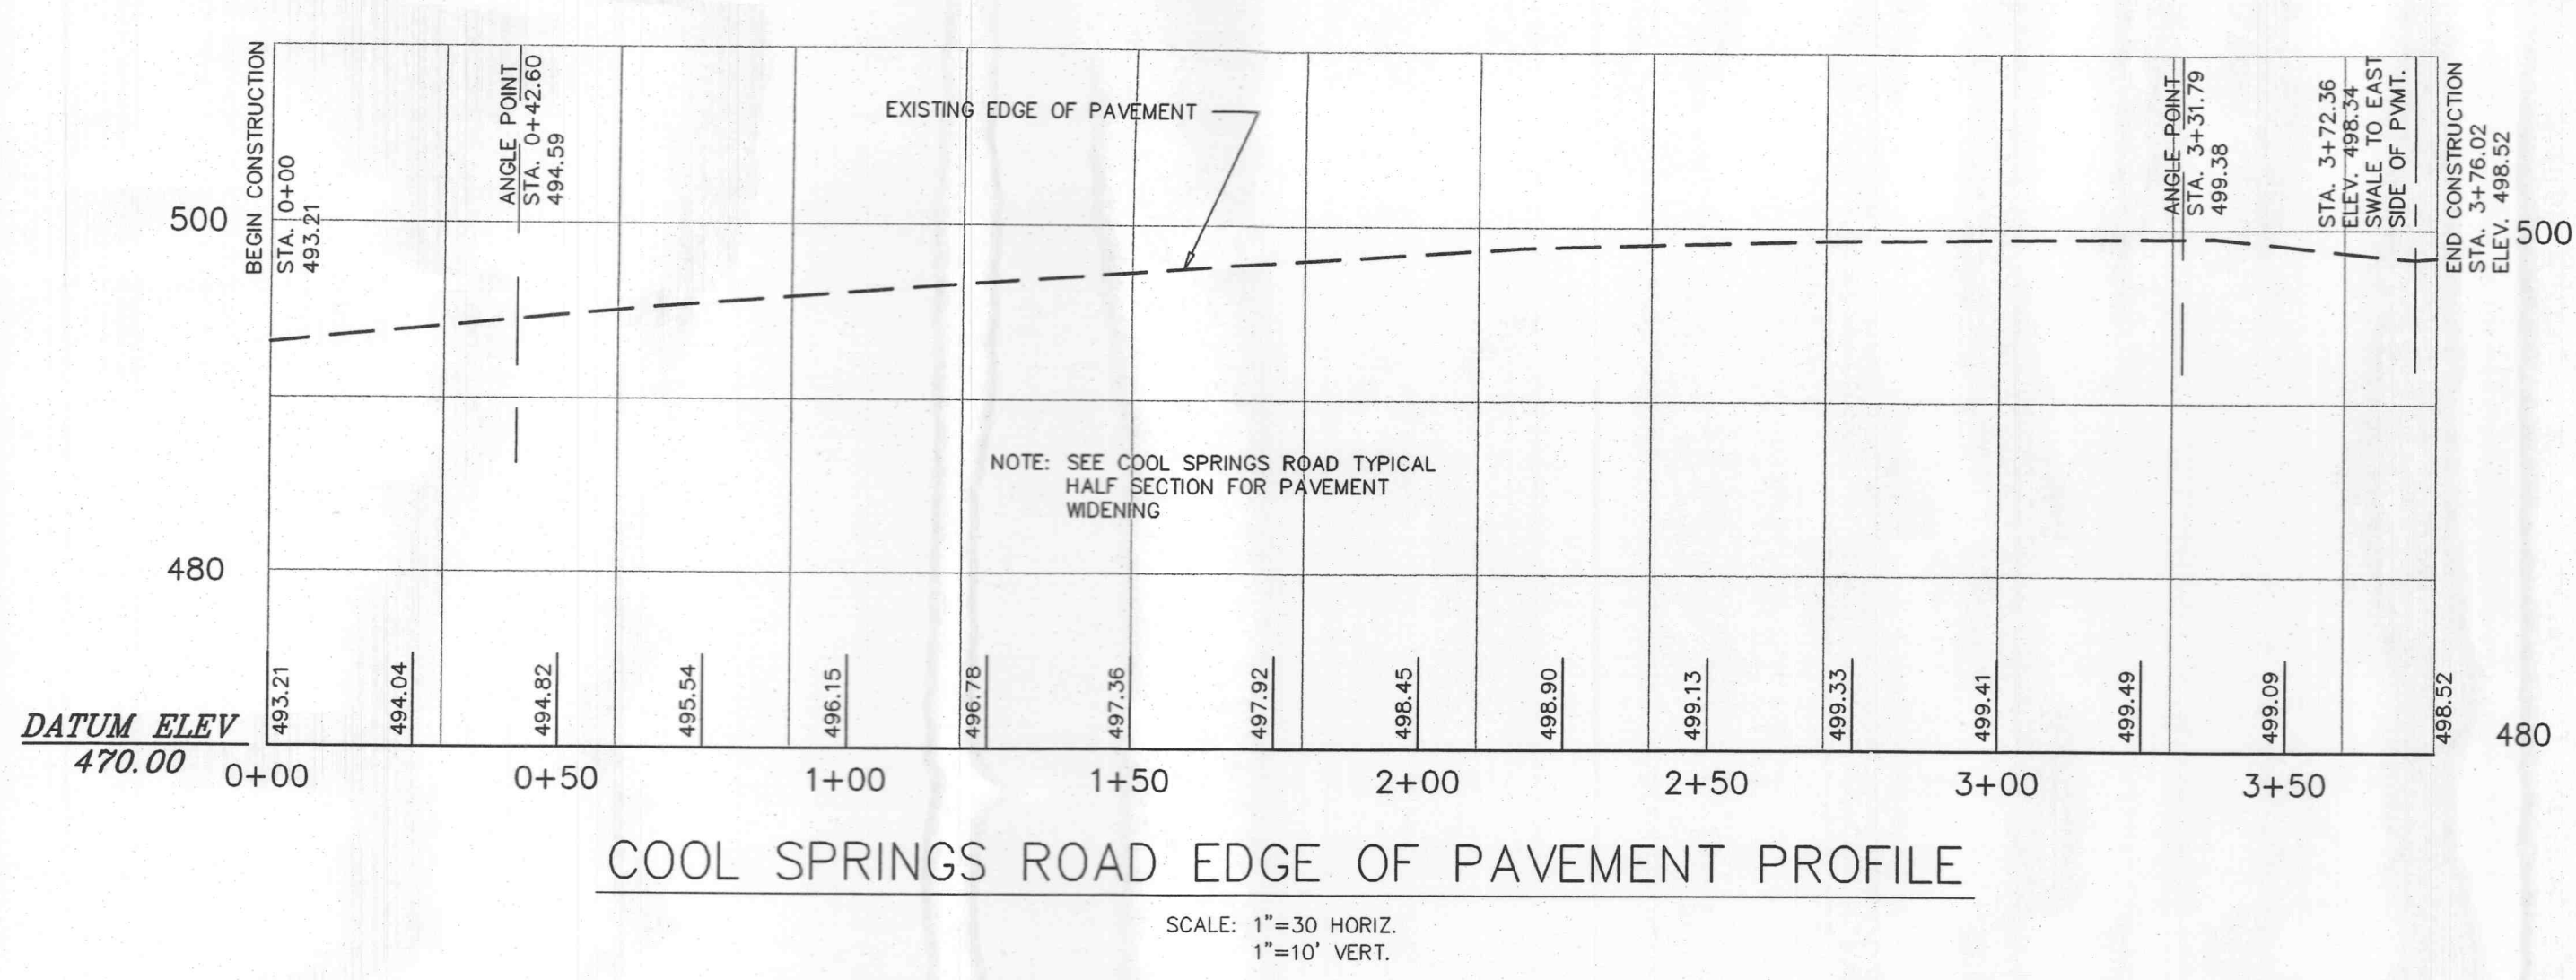 BEGIN CONSTRUCTION
STA. 0+00
493.21
ANGLE POINT
STA. 0+42.60
494.59
EXISTING EDGE OF PAVEMENT
ANGLE POINT
STA. 3+31.79
499.38
STA. 3+72.36
ELEV. 498.34
SWALE TO EAST
SIDE OF PVMT.
END CONSTRUCTION
STA. 3+76.02
ELEV. 498.52
500
500
NOTE: SEE COOL SPRINGS ROAD TYPICAL
HALF SECTION FOR PAVEMENT
WIDENING
480
493.21
494.04
494.82
495.54
496.15
496.78
497.36
497.92
498.45
498.90
499.13
499.33
499.41
499.49
499.09
498.52
DATUM ELEV
470.00
480
0+00
0+50
1+00
1+50
2+00
2+50
3+00
3+50
COOL SPRINGS ROAD EDGE OF PAVEMENT PROFILE
SCALE: 1"=30 HORIZ.
1"=10' VERT.